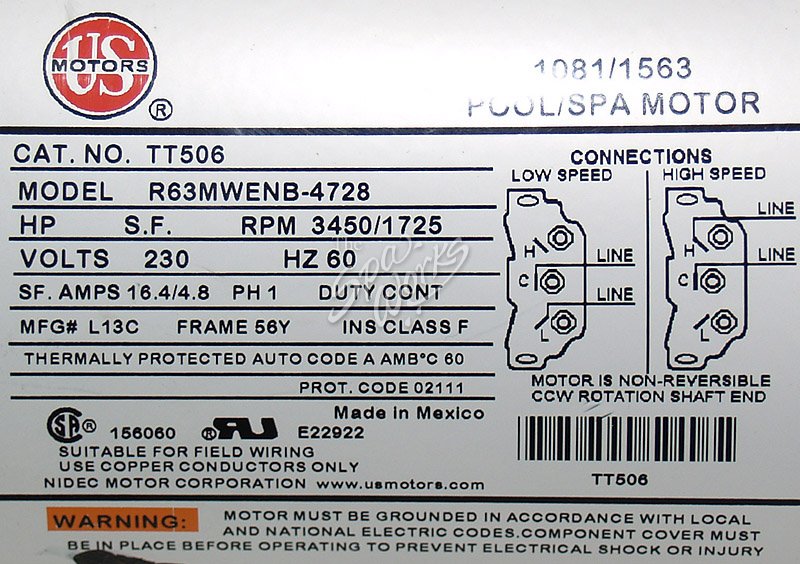 US
MOTORS
®
1081/1563
POOL/SPA MOTOR
CAT. NO. TT506
MODEL R63MWENB-4728
HP S.F. RPM 3450/1725
VOLTS 230 HZ 60
SF. AMPS 16.4/4.8 PH 1 DUTY CONT
MFG# L13C FRAME 56Y INS CLASS F
THERMALLY PROTECTED AUTO CODE A AMB°C 60
PROT. CODE 02111
Made in Mexico
SA ® 156060 ® RU E22922
SUITABLE FOR FIELD WIRING
USE COPPER CONDUCTORS ONLY
NIDEC MOTOR CORPORATION www.usmotors.com
The
Spa
Works
CONNECTIONS
LOW SPEED HIGH SPEED
LINE
H H
LINE
C C
LINE
L L
MOTOR IS NON-REVERSIBLE
CCW ROTATION SHAFT END
TT506
WARNING: MOTOR MUST BE GROUNDED IN ACCORDANCE WITH LOCAL
AND NATIONAL ELECTRIC CODES.COMPONENT COVER MUST
BE IN PLACE BEFORE OPERATING TO PREVENT ELECTRICAL SHOCK OR INJURY